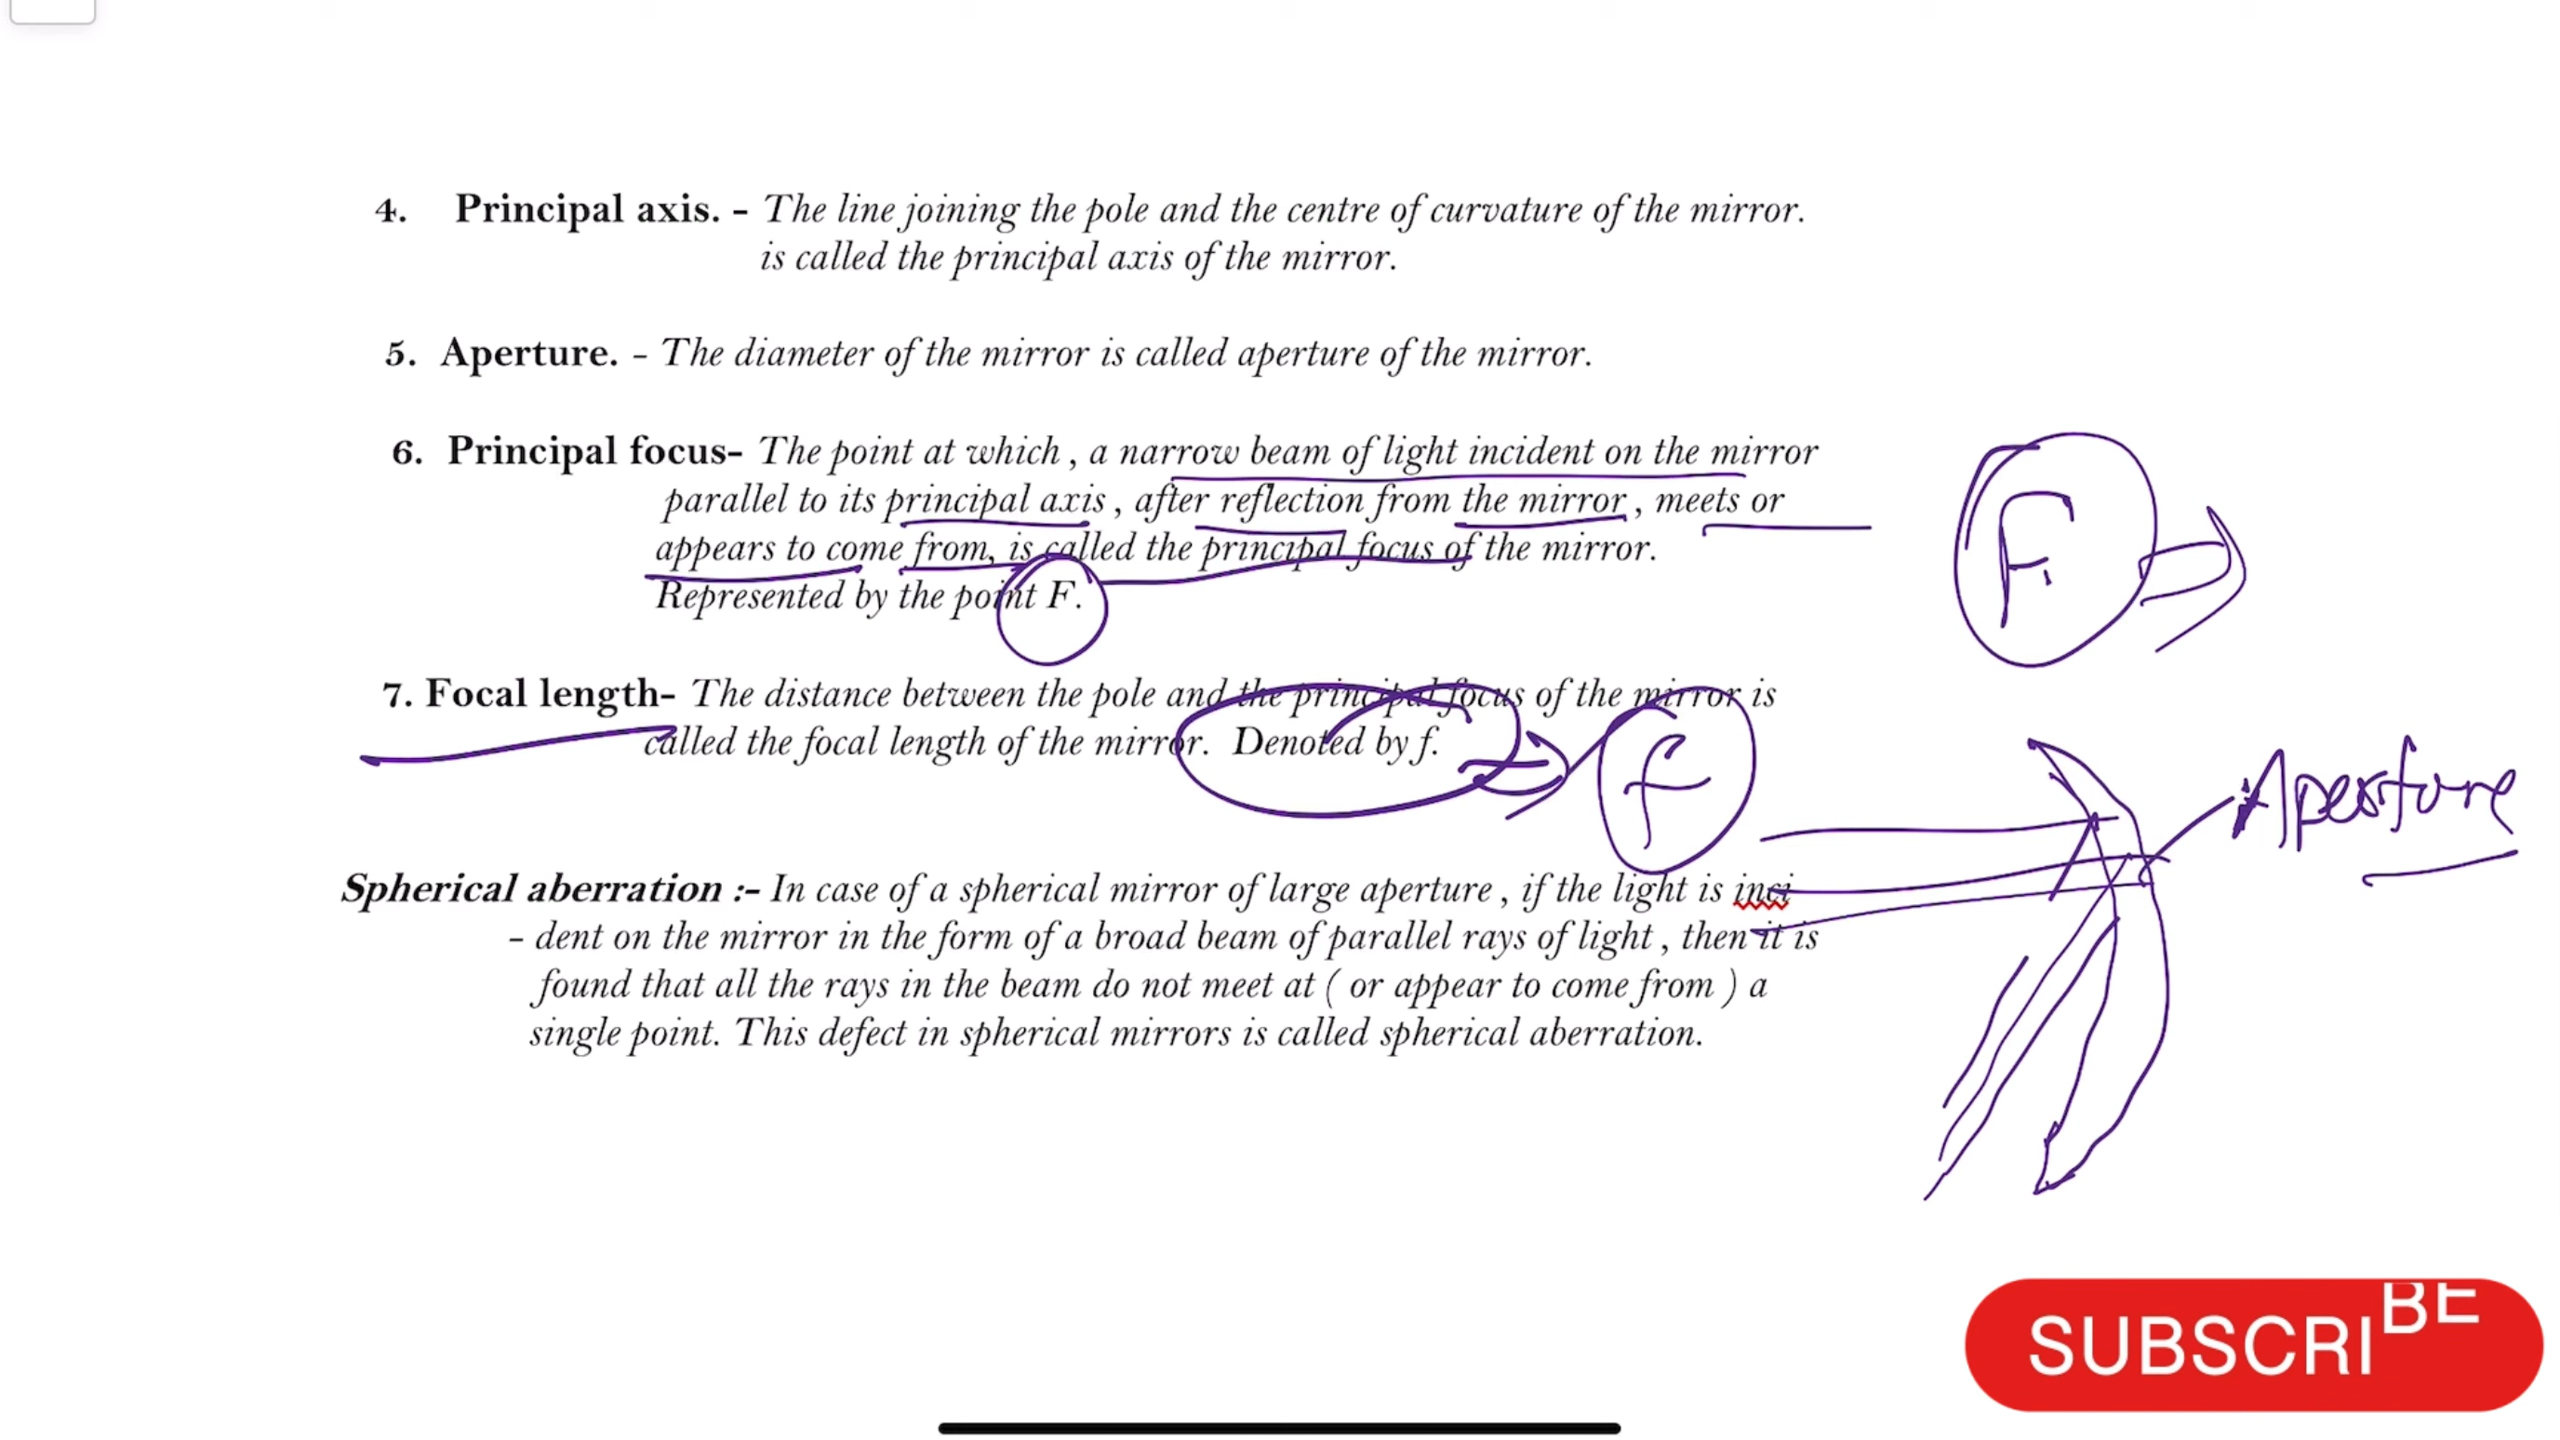 4. Principal axis. - The line joining the pole and the centre of curvature of the mirror.
is called the principal axis of the mirror.
5. Aperture. - The diameter of the mirror is called aperture of the mirror.
6. Principal focus- The point at which , a narrow beam of light incident on the mirror
parallel to its principal axis , after reflection from the mirror , meets or
appears to come from, is called the principal focus of the mirror.
Represented by the point F.
F
7. Focal length- The distance between the pole and the principal focus of the mirror is
called the focal length of the mirror. Denoted by f.
f
Aperture
Spherical aberration :- In case of a spherical mirror of large aperture , if the light is inci
- dent on the mirror in the form of a broad beam of parallel rays of light , then it is
found that all the rays in the beam do not meet at ( or appear to come from ) a
single point. This defect in spherical mirrors is called spherical aberration.
SUBSCRIBE